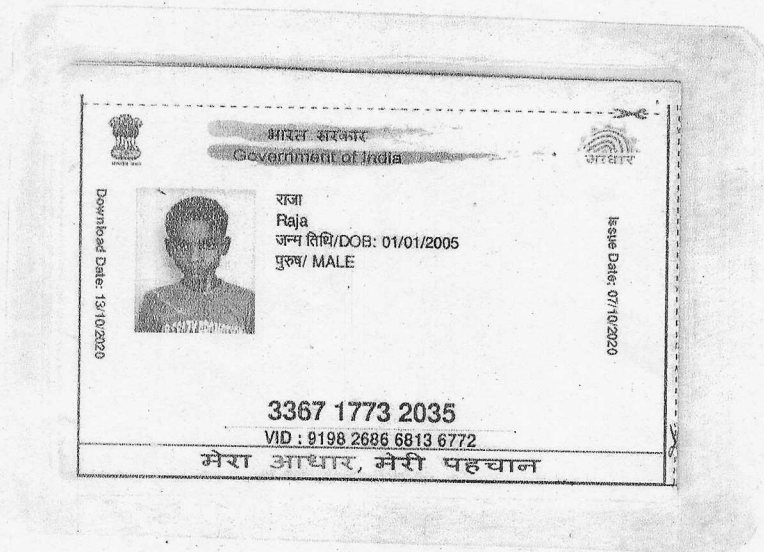 भारत सरकार
Government of India
आधार
Download Date: 13/10/2020
राजा
Raja
जन्म तिथि/DOB: 01/01/2005
पुरुष/ MALE
Issue Date: 07/10/2020
3367 1773 2035
VID : 9198 2686 6813 6772
मेरा आधार, मेरी पहचान